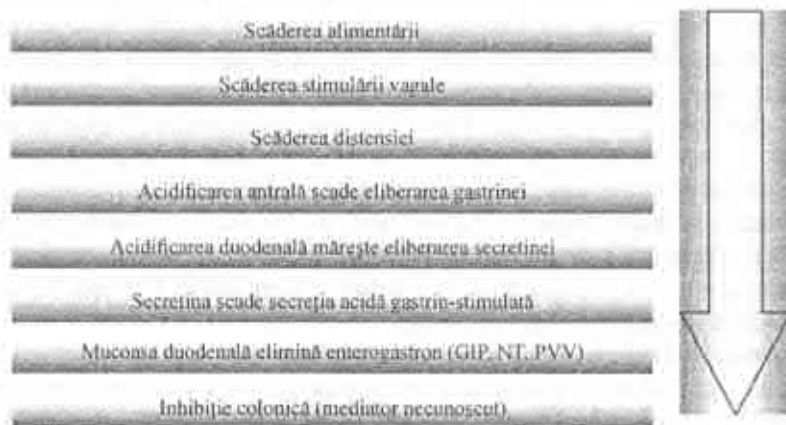 Scăderea alimentării
Scăderea stimulării vagale
Scăderea distensiei
Acidificarea antrală scade eliberarea gastrinei
Acidificarea duodenală mărește eliberarea secretinei
Secretina scade secreția acidă gastrin-stimulată
Mucoasa duodenală elimină enterogastron (GIP, NT, PVV)
Inhibiție colonică (mediator necunoscut)